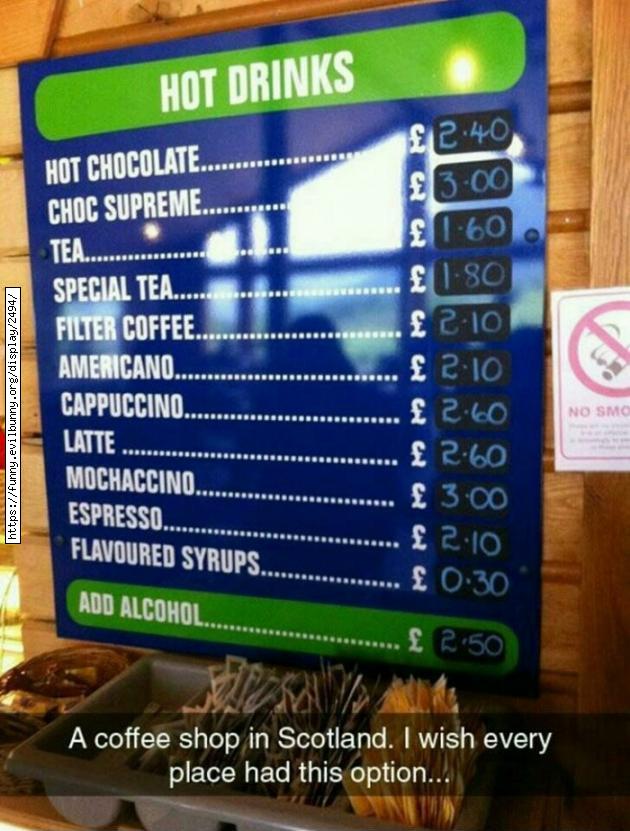 HOT DRINKS
HOT CHOCOLATE.................... £ 2.40
CHOC SUPREME.................... £ 3.00
TEA.................... £ 1.60
SPECIAL TEA.................... £ 1.80
FILTER COFFEE.................... £ 2.10
AMERICANO.................... £ 2.10
CAPPUCCINO.................... £ 2.60
LATTE .................... £ 2.60
MOCHACCINO.................... £ 3.00
ESPRESSO.................... £ 2.10
FLAVOURED SYRUPS.................... £ 0.30
ADD ALCOHOL.................... £ 2.50
NO SMO
A coffee shop in Scotland. I wish every
place had this option...
https://funny.evilbunny.org/display/2494/